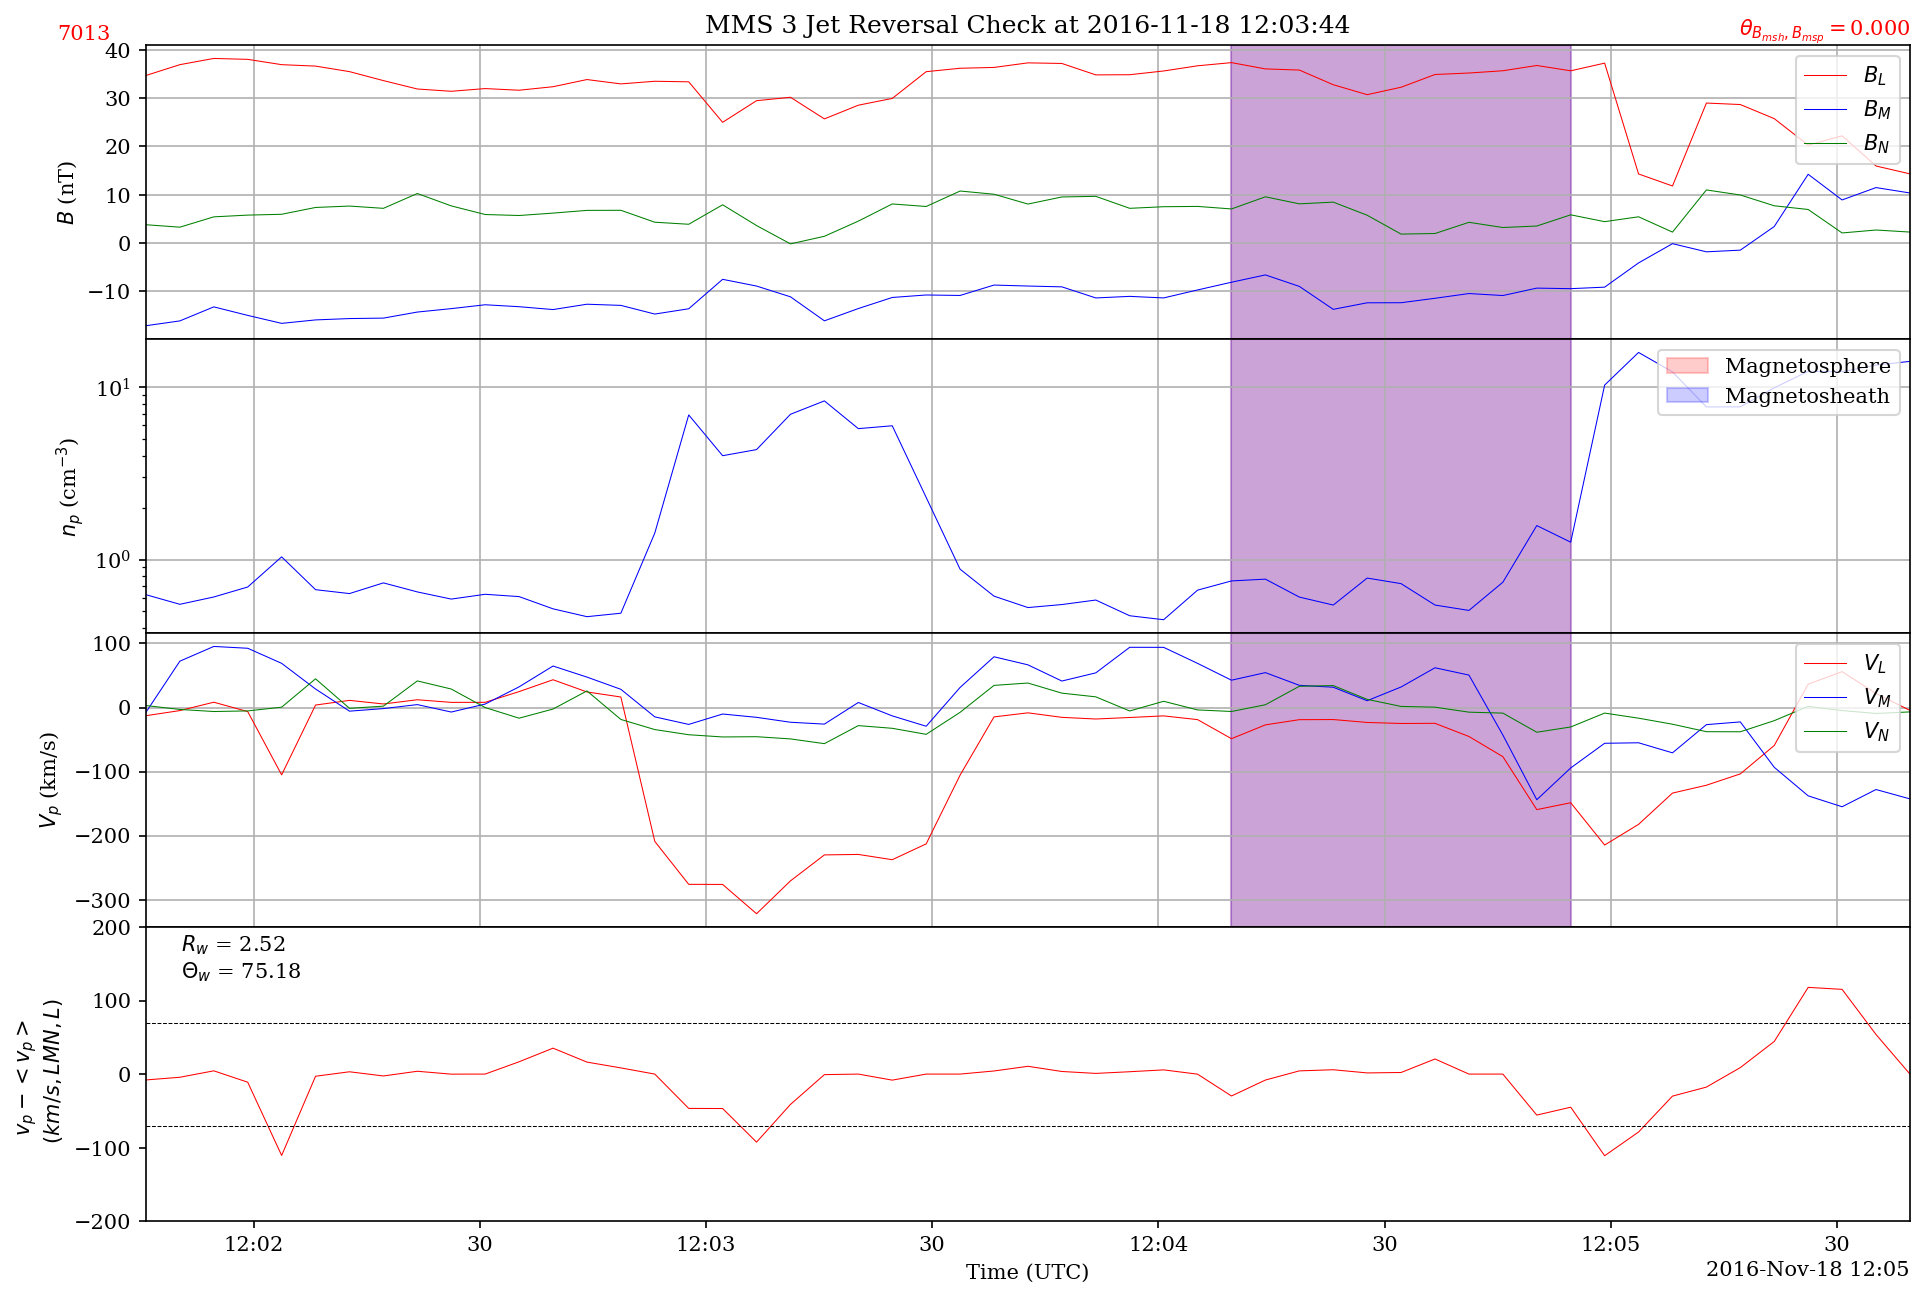 MMS 3 Jet Reversal Check at 2016-11-18 12:03:44
7013
θ_{B_{msh}, B_{msp}} = 0.000
40
30
20
10
0
−10
B (nT)
B_L
B_M
B_N
10^1
10^0
n_p (cm^{−3})
Magnetosphere
Magnetosheath
100
0
−100
−200
−300
V_p (km/s)
V_L
V_M
V_N
200
100
0
−100
−200
v_p − < v_p >
(km/s, LMN, L)
R_w = 2.52
Θ_w = 75.18
12:02 30 12:03 30 12:04 30 12:05 30
Time (UTC)
2016-Nov-18 12:05